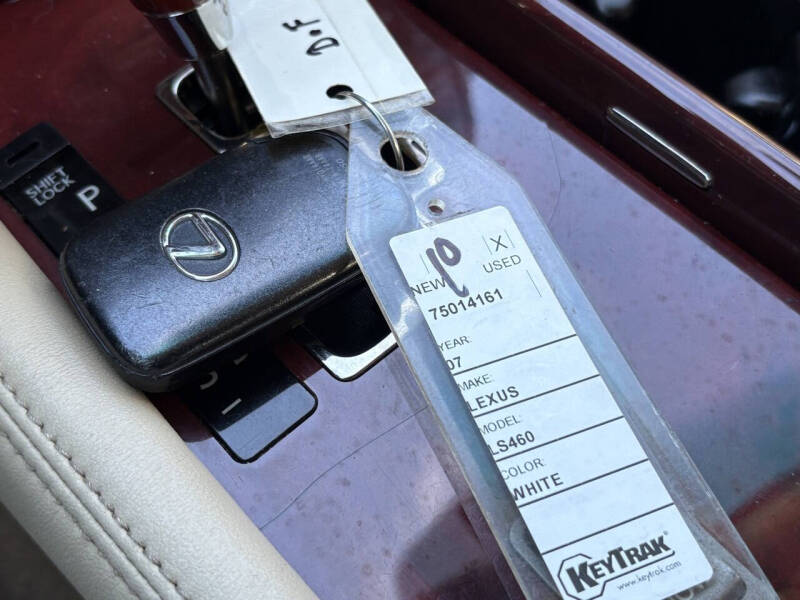 D.F
SHIFT
LOCK
P
X
NEW USED
75014161
YEAR:
07
MAKE:
LEXUS
MODEL:
LS460
COLOR:
WHITE
KEYTRAK
www.keytrak.com